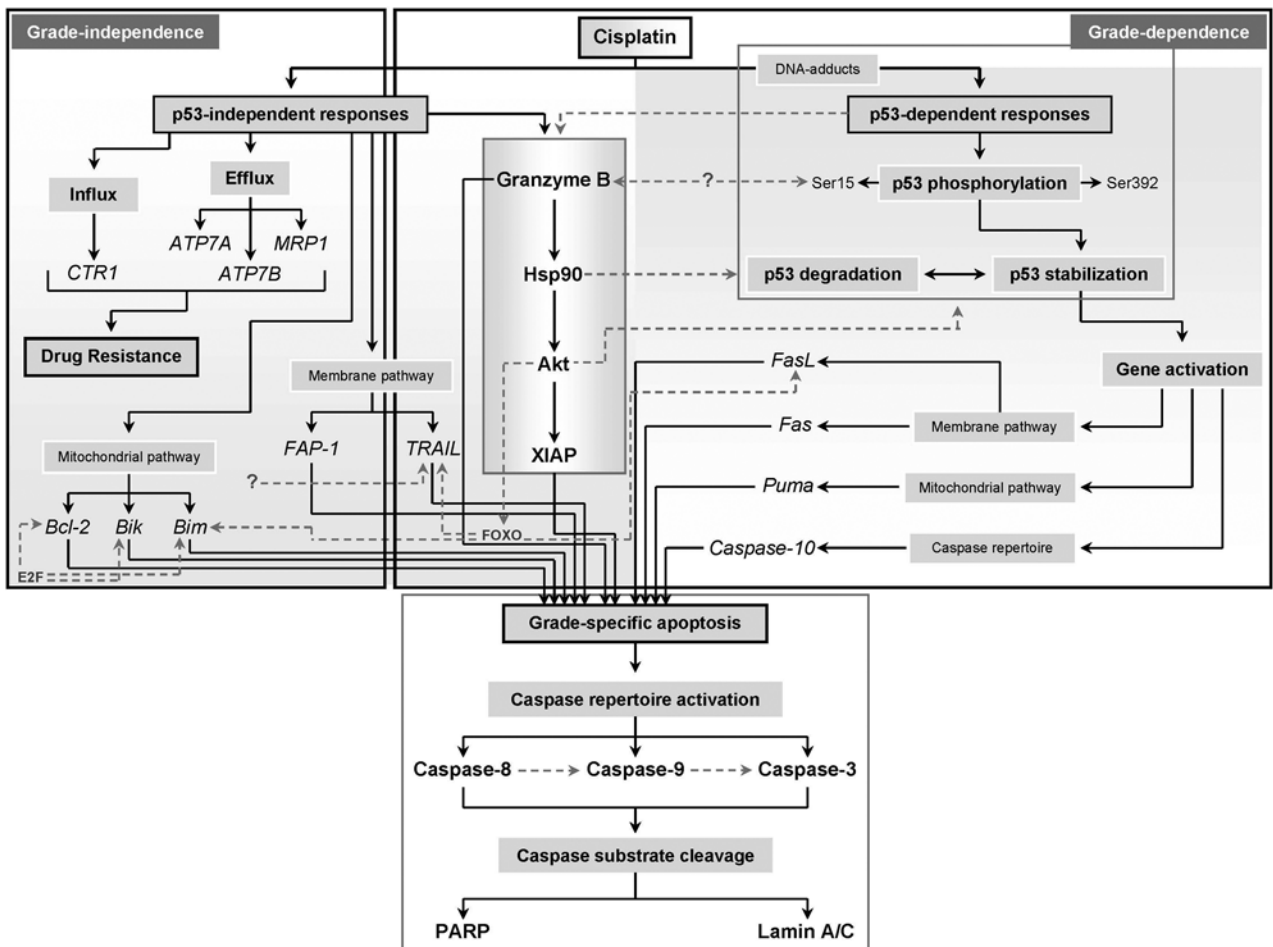 Grade-independence
Cisplatin
Grade-dependence
DNA-adducts
p53-independent responses
p53-dependent responses
Influx
Efflux
Granzyme B
?
Ser15
p53 phosphorylation
Ser392
CTR1
ATP7A
MRP1
ATP7B
Hsp90
p53 degradation
p53 stabilization
Drug Resistance
Membrane pathway
Akt
FasL
Gene activation
FAP-1
TRAIL
Fas
Membrane pathway
Mitochondrial pathway
XIAP
?
Puma
Mitochondrial pathway
Bcl-2
Bik
Bim
FOXO
Caspase-10
Caspase repertoire
E2F
Grade-specific apoptosis
Caspase repertoire activation
Caspase-8
Caspase-9
Caspase-3
Caspase substrate cleavage
PARP
Lamin A/C